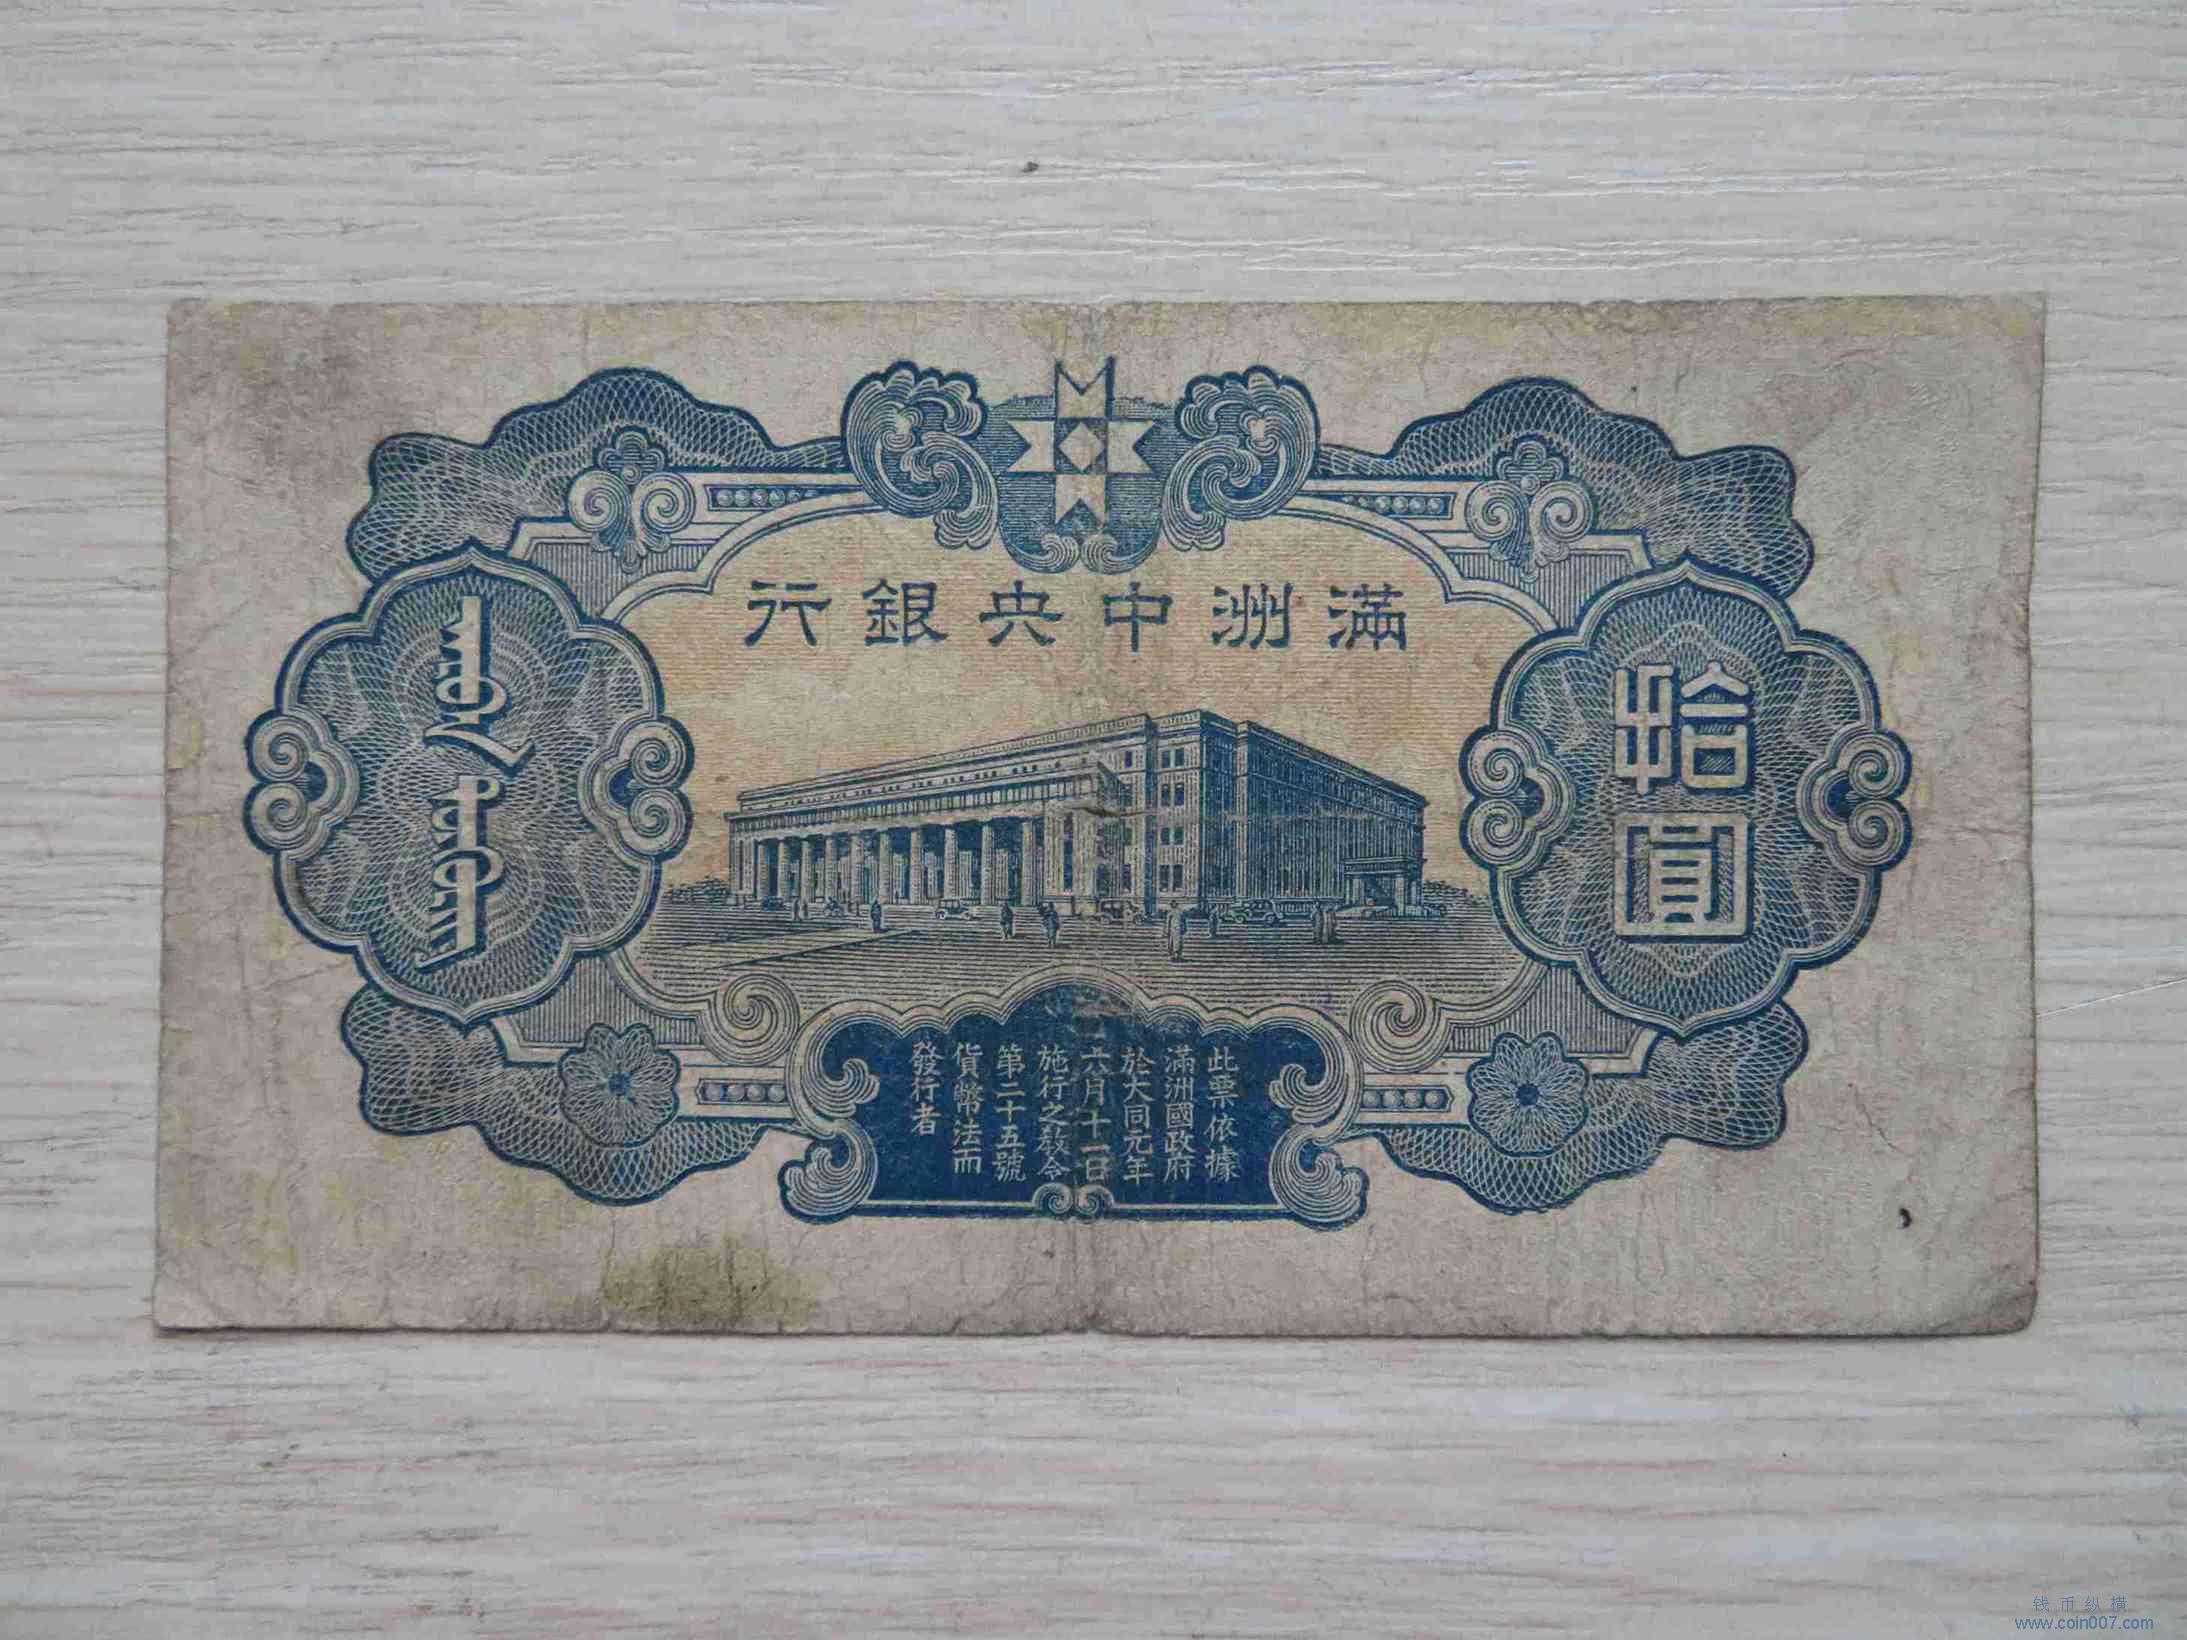 滿洲中央銀行
拾圓
此票依據
滿洲國政府
於大同元年
六月十一日
施行之敎令
第二十五號
貨幣法而
發行者
钱币纵横
www.coin007.com